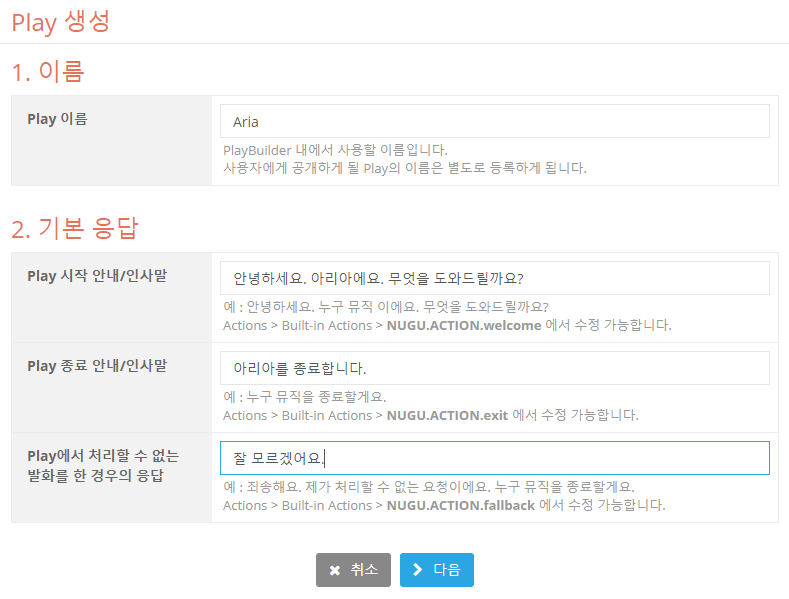 Play 생성
1. 이름
Play 이름
Aria
PlayBuilder 내에서 사용할 이름입니다.
사용자에게 공개하게 될 Play의 이름은 별도로 등록하게 됩니다.
2. 기본 응답
Play 시작 안내/인사말
안녕하세요. 아리아에요. 무엇을 도와드릴까요?
예 : 안녕하세요. 누구 뮤직 이에요. 무엇을 도와드릴까요?
Actions > Built-in Actions > NUGU.ACTION.welcome 에서 수정 가능합니다.
Play 종료 안내/인사말
아리아를 종료합니다.
예 : 누구 뮤직을 종료할게요.
Actions > Built-in Actions > NUGU.ACTION.exit 에서 수정 가능합니다.
Play에서 처리할 수 없는
발화를 한 경우의 응답
잘 모르겠어요.
예 : 죄송해요. 제가 처리할 수 없는 요청이에요. 누구 뮤직을 종료할게요.
Actions > Built-in Actions > NUGU.ACTION.fallback 에서 수정 가능합니다.
취소
다음